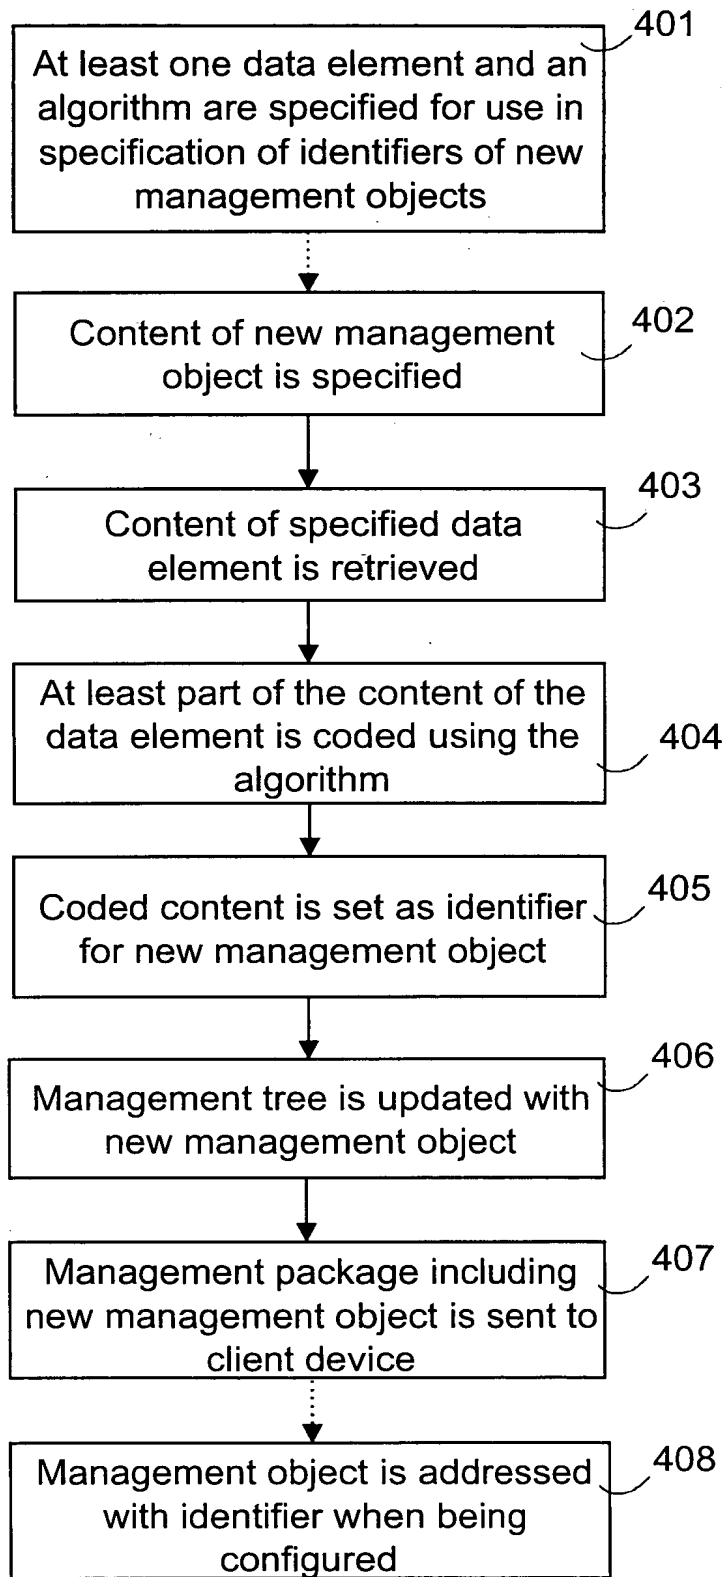 401
At least one data element and an
algorithm are specified for use in
specification of identifiers of new
management objects
402
Content of new management
object is specified
403
Content of specified data
element is retrieved
At least part of the content of the
data element is coded using the
algorithm
404
405
Coded content is set as identifier
for new management object
406
Management tree is updated with
new management object
407
Management package including
new management object is sent to
client device
408
Management object is addressed
with identifier when being
configured